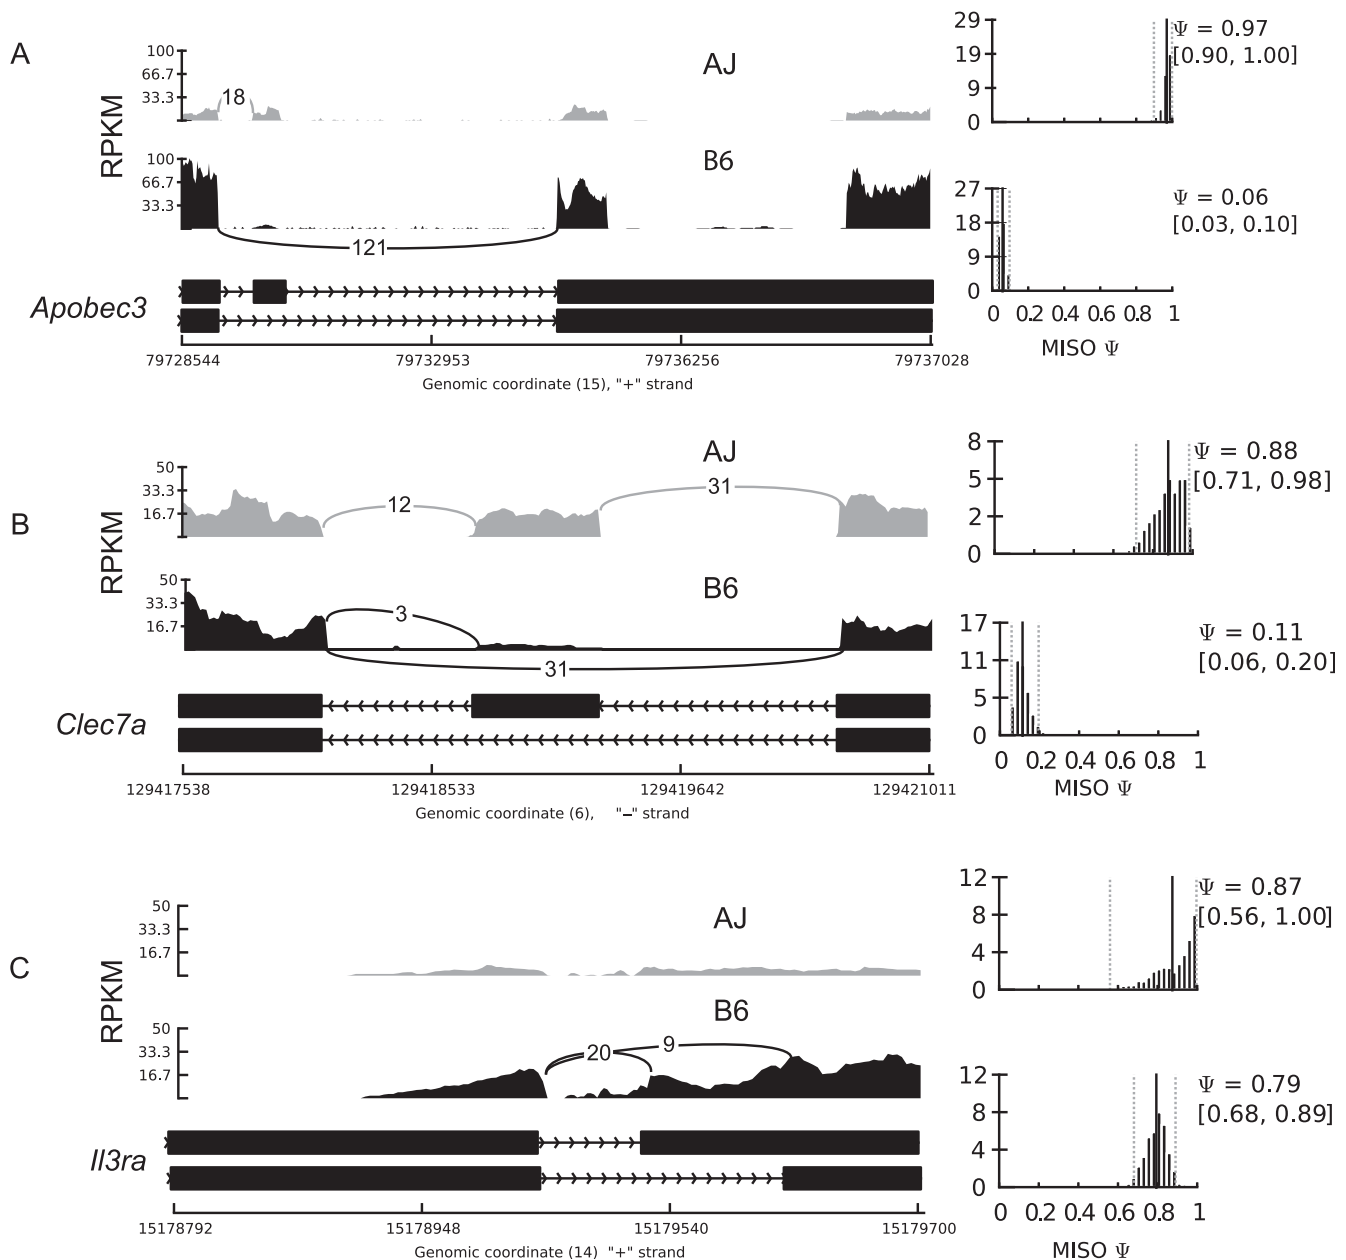 A
RPKM
100
66.7
33.3
18
AJ
100
66.7
33.3
B6
121
Apobec3
79728544 79732953 79736256 79737028
Genomic coordinate (15), "+" strand
29
19
9
0
Ψ = 0.97
[0.90, 1.00]
27
18
9
0
Ψ = 0.06
[0.03, 0.10]
0 0.2 0.4 0.6 0.8 1
MISO Ψ
B
RPKM
50
33.3
16.7
12
AJ
31
50
33.3
16.7
3
B6
31
Clec7a
129417538 129418533 129419642 129421011
Genomic coordinate (6), "–" strand
8
5
2
0
Ψ = 0.88
[0.71, 0.98]
17
11
5
0
Ψ = 0.11
[0.06, 0.20]
0 0.2 0.4 0.6 0.8 1
MISO Ψ
C
RPKM
50
33.3
16.7
AJ
50
33.3
16.7
B6
20
9
Il3ra
15178792 15178948 15179540 15179700
Genomic coordinate (14) "+" strand
12
8
4
0
Ψ = 0.87
[0.56, 1.00]
12
8
4
0
Ψ = 0.79
[0.68, 0.89]
0 0.2 0.4 0.6 0.8 1
MISO Ψ